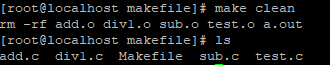 [root@localhost makefile]# make clean
rm -rf add.o div1.o sub.o test.o a.out
[root@localhost makefile]# ls
add.c div1.c Makefile sub.c test.c